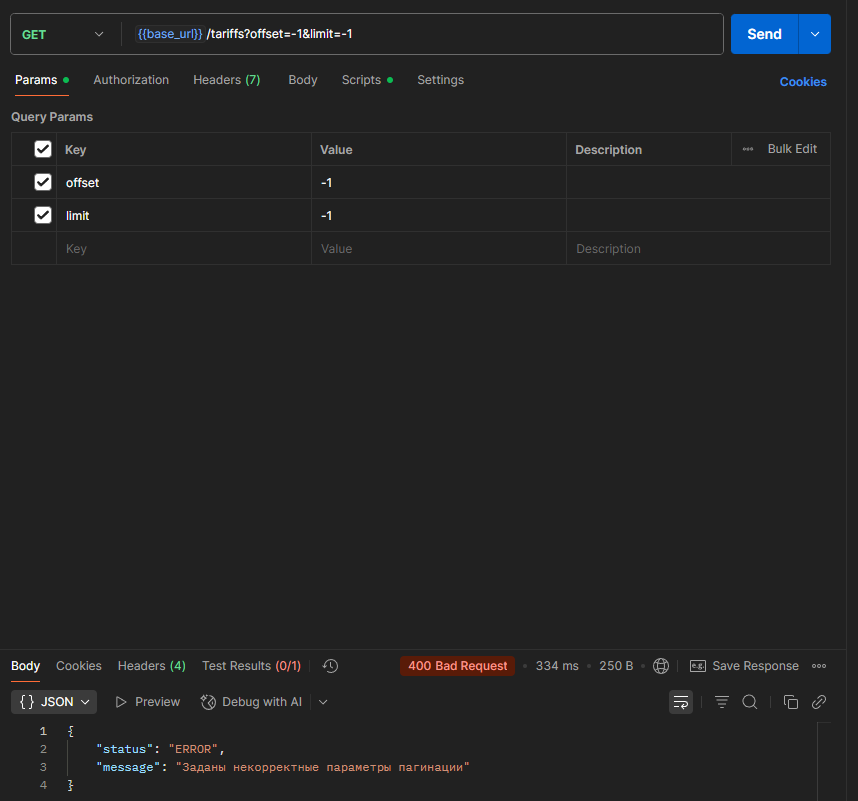 GET {{base_url}} /tariffs?offset=-1&limit=-1 Send
Params Authorization Headers (7) Body Scripts Settings Cookies
Query Params
Key Value Description Bulk Edit
offset -1
limit -1
Key Value Description
Body Cookies Headers (4) Test Results (0/1) 400 Bad Request 334 ms 250 B e.g. Save Response
{} JSON Preview Debug with AI
1 {
2 "status": "ERROR",
3 "message": "Заданы некорректные параметры пагинации"
4 }